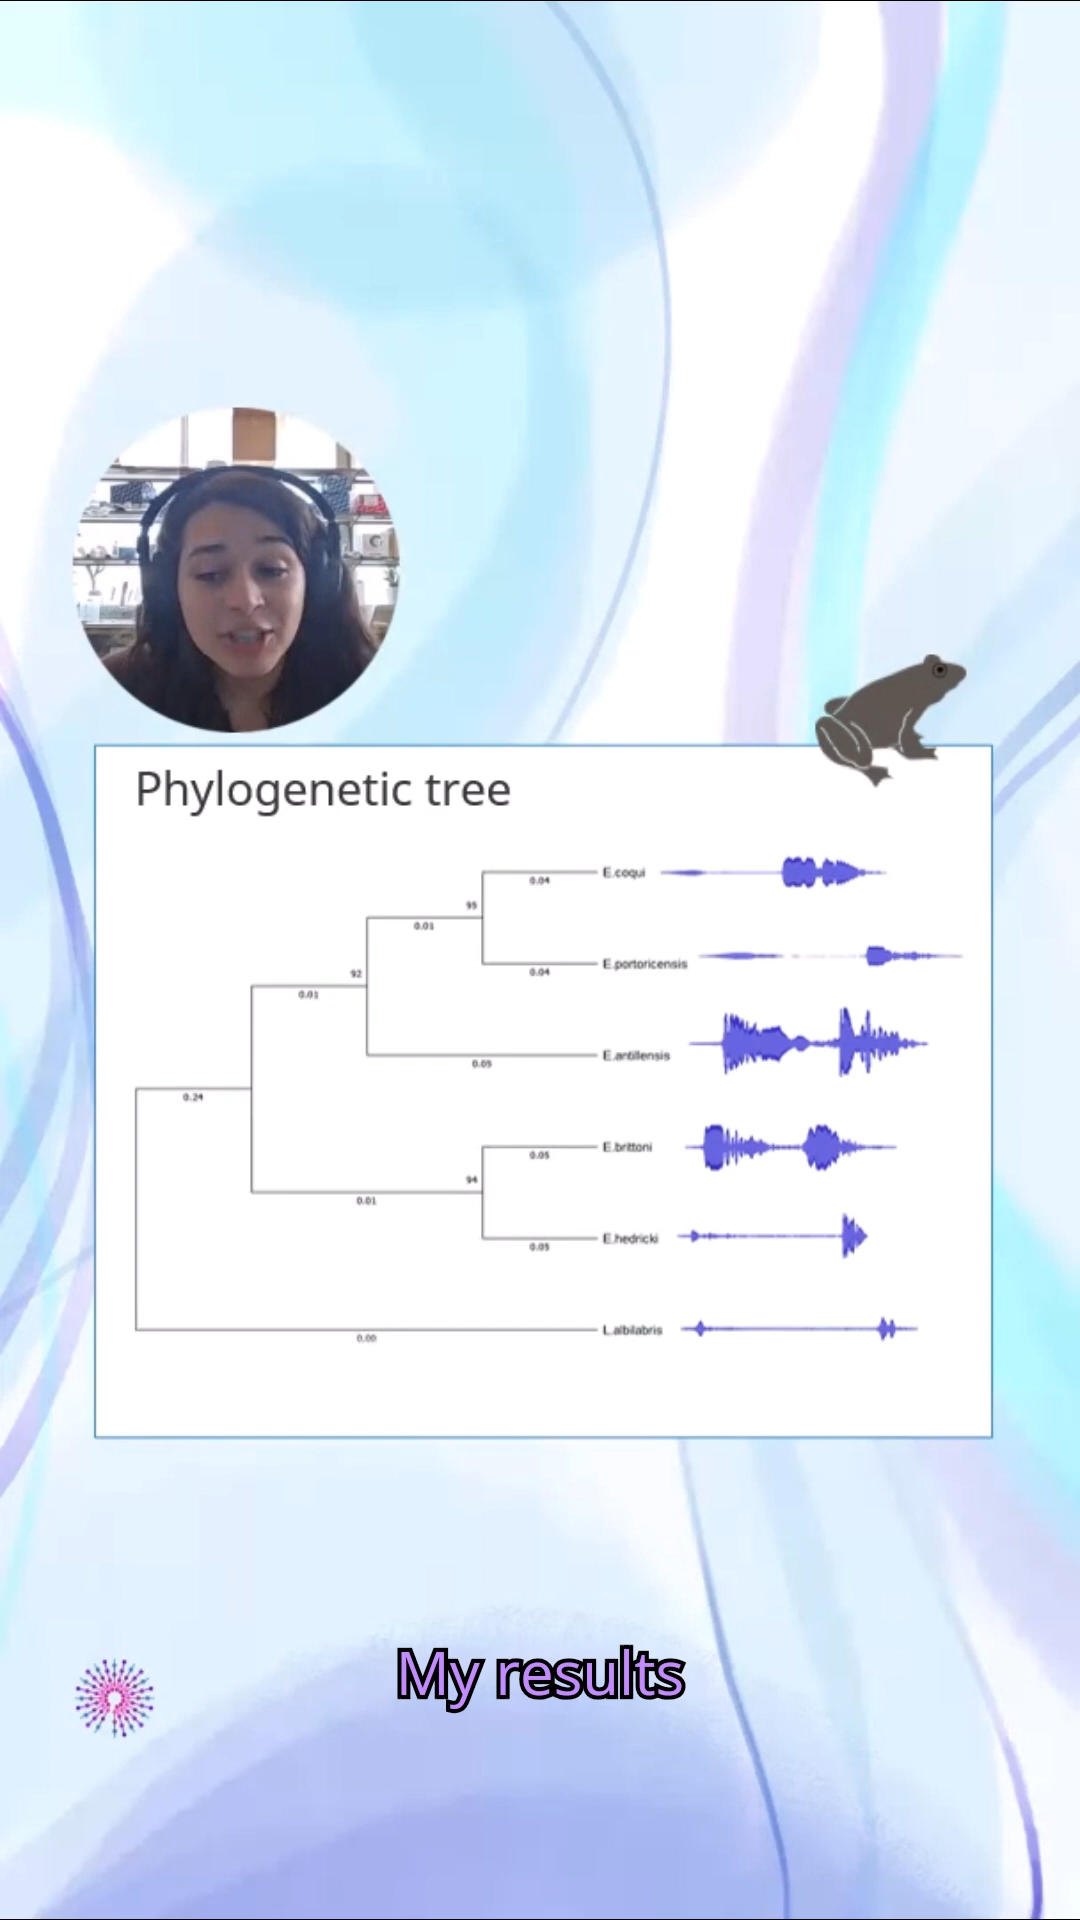 Phylogenetic tree
0.04
E.coqui
95
0.01
0.04
E.portoricensis
92
0.01
0.05
E.antillensis
0.24
0.05
E.brittoni
94
0.01
0.05
E.hedricki
0.00
L.albilabris
My results